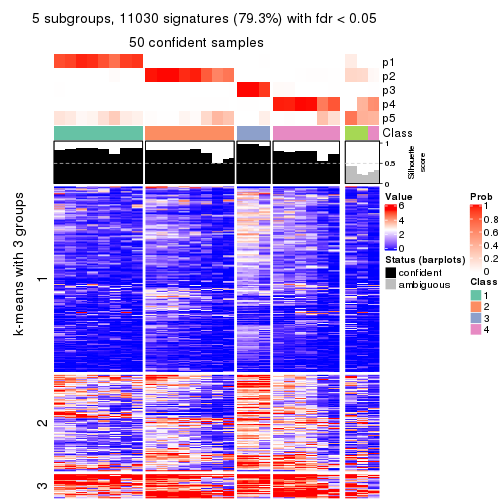 5 subgroups, 11030 signatures (79.3%) with fdr < 0.05
50 confident samples
p1
p2
p3
p4
p5
Class
1
0.5
0
Silhouette
score
k-means with 3 groups
1
2
3
Value
6
4
2
0
Status (barplots)
confident
ambiguous
Prob
1
0.8
0.6
0.4
0.2
0
Class
1
2
3
4